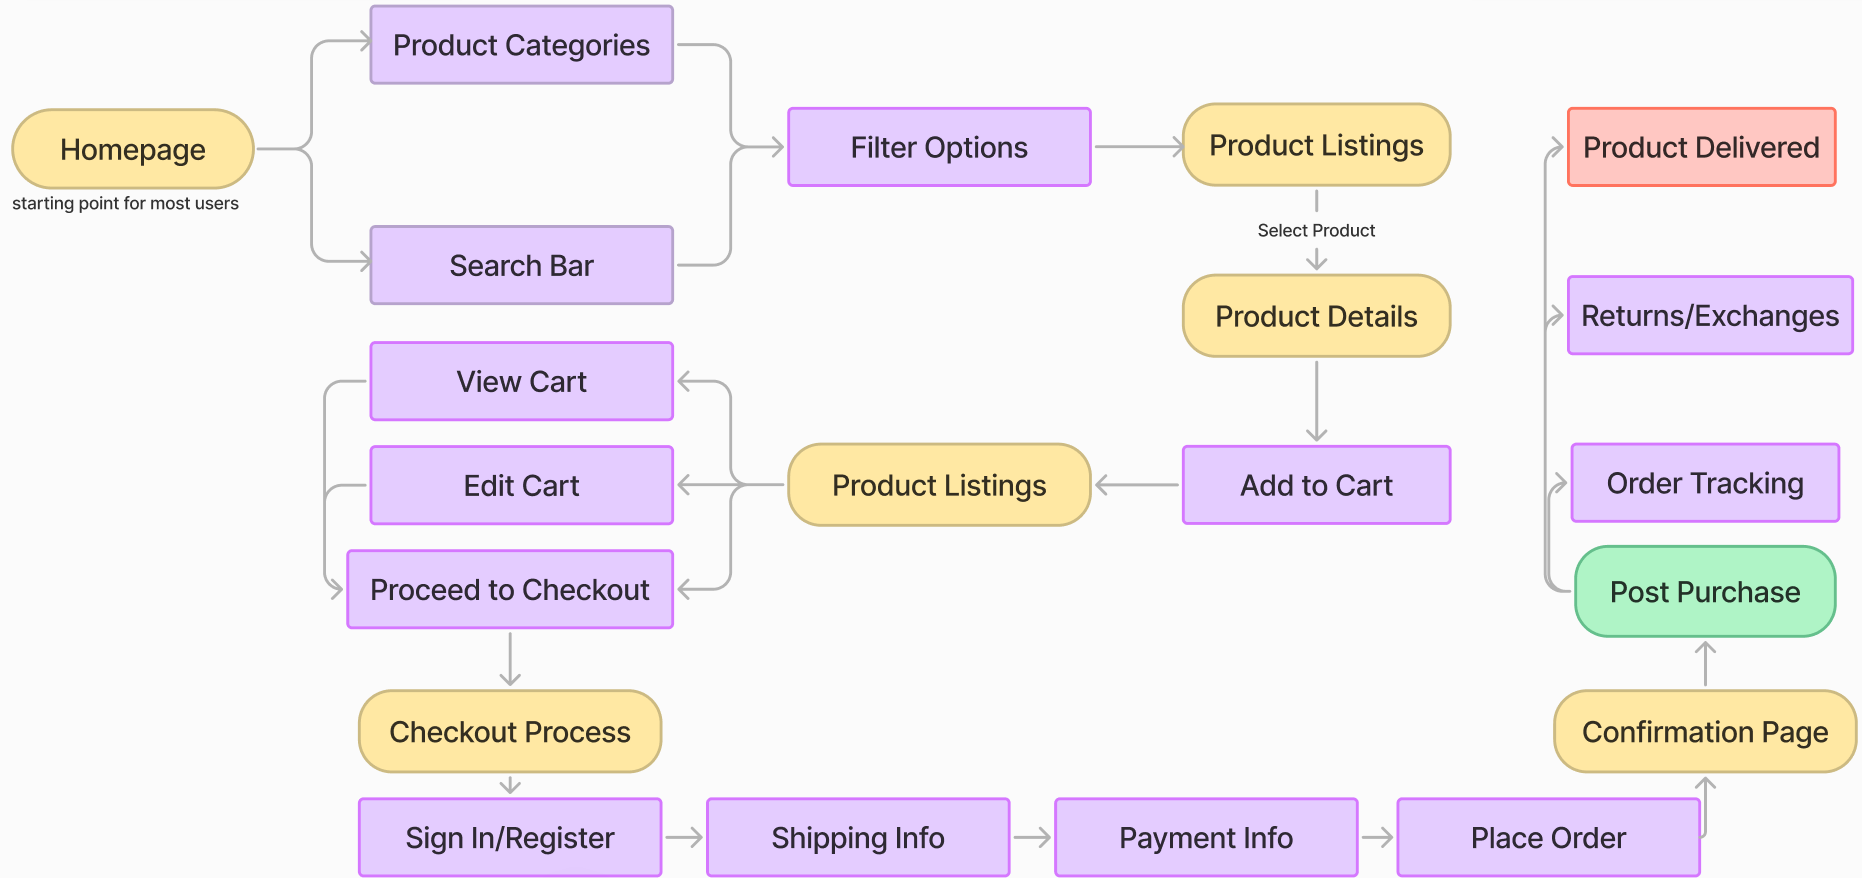 Homepage
starting point for most users
Product Categories
Search Bar
Filter Options
Product Listings
Select Product
Product Details
Add to Cart
Product Listings
View Cart
Edit Cart
Proceed to Checkout
Checkout Process
Sign In/Register
Shipping Info
Payment Info
Place Order
Confirmation Page
Post Purchase
Order Tracking
Returns/Exchanges
Product Delivered